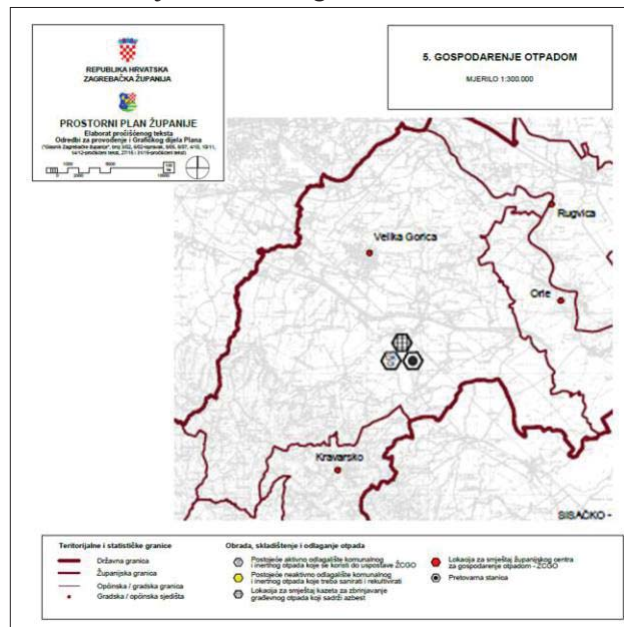 REPUBLIKA HRVATSKA
ZAGREBAČKA ŽUPANIJA
PROSTORNI PLAN ŽUPANIJE
Elaborat pročišćenog teksta
Odredbi za provođenje i Grafičkog dijela Plana
5. GOSPODARENJE OTPADOM
MJERILO 1:300.000
Rugvica
Velika Gorica
Orle
Kravarsko
SISAČKO -
Teritorijalne i statističke granice
Državna granica
Županijska granica
Općinska / gradska granica
Gradska / općinska sjedišta
Obrada, skladištenje i odlaganje otpada
Postojeće aktivno odlagalište komunalnog
i inertnog otpada koje se koristi do uspostave ŽCGO
Postojeće neaktivno odlagalište komunalnog
i inertnog otpada koje treba sanirati i rekultivirati
Lokacija za smještaj kazeta za zbrinjavanje
građevnog otpada koji sadrži azbest
Lokacija za smještaj županijskog centra
za gospodarenje otpadom - ŽCGO
Pretovarna stanica